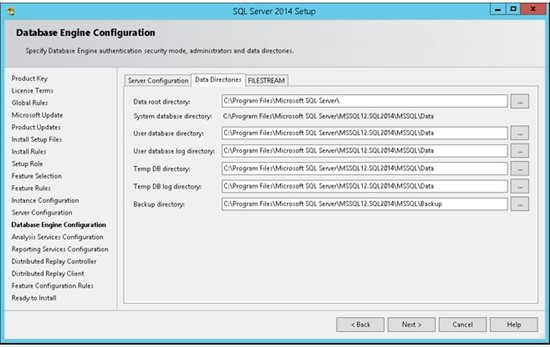 SQL Server 2014 Setup
Database Engine Configuration
Specify Database Engine authentication security mode, administrators and data directories.
Product Key
License Terms
Global Rules
Microsoft Update
Product Updates
Install Setup Files
Install Rules
Setup Role
Feature Selection
Feature Rules
Instance Configuration
Server Configuration
Database Engine Configuration
Analysis Services Configuration
Reporting Services Configuration
Distributed Replay Controller
Distributed Replay Client
Feature Configuration Rules
Ready to Install
Server Configuration Data Directories FILESTREAM
Data root directory: C:\Program Files\Microsoft SQL Server\ ...
System database directory: C:\Program Files\Microsoft SQL Server\MSSQL12.SQL2014\MSSQL\Data
User database directory: C:\Program Files\Microsoft SQL Server\MSSQL12.SQL2014\MSSQL\Data ...
User database log directory: C:\Program Files\Microsoft SQL Server\MSSQL12.SQL2014\MSSQL\Data ...
Temp DB directory: C:\Program Files\Microsoft SQL Server\MSSQL12.SQL2014\MSSQL\Data ...
Temp DB log directory: C:\Program Files\Microsoft SQL Server\MSSQL12.SQL2014\MSSQL\Data ...
Backup directory: C:\Program Files\Microsoft SQL Server\MSSQL12.SQL2014\MSSQL\Backup ...
< Back Next > Cancel Help